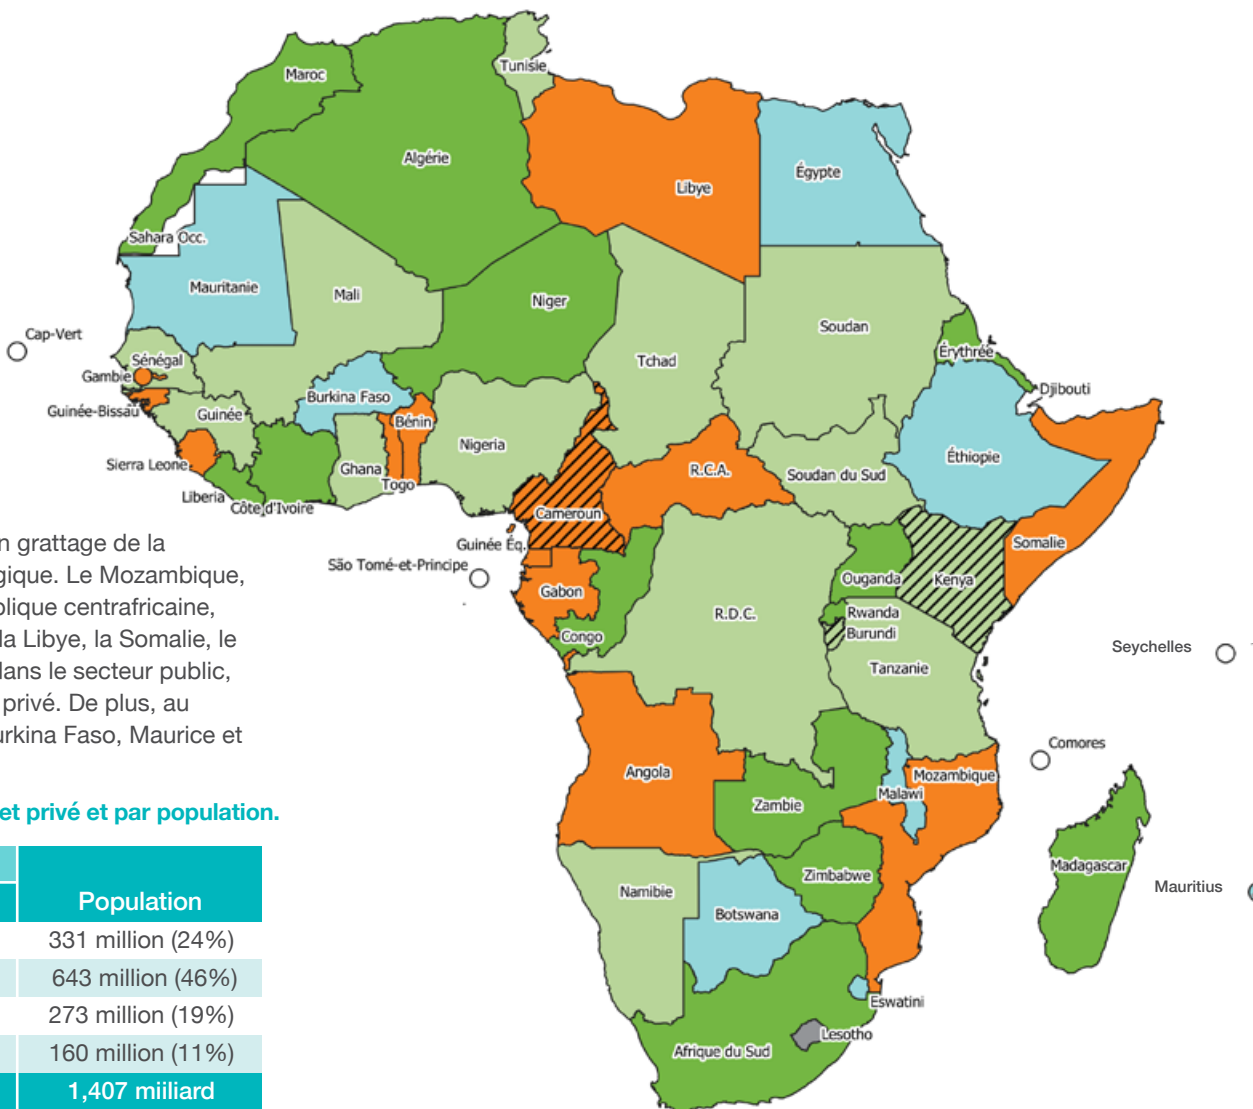 Maroc
Tunisie
Algérie
Libye
Égypte
Sahara Occ.
Mauritanie
Mali
Niger
Tchad
Soudan
Érythrée
Cap-Vert
Sénégal
Gambie
Guinée-Bissau
Guinée
Burkina Faso
Bénin
Nigeria
Djibouti
Sierra Leone
Liberia
Côte d'Ivoire
Ghana
Togo
R.C.A.
Soudan du Sud
Éthiopie
Cameroun
Guinée Éq.
São Tomé-et-Principe
Gabon
Congo
R.D.C.
Ouganda
Kenya
Somalie
Rwanda
Burundi
Tanzanie
Seychelles
Comores
Angola
Zambie
Malawi
Mozambique
Madagascar
Mauritius
Namibie
Botswana
Zimbabwe
Eswatini
Lesotho
Afrique du Sud
n grattage de la
gique. Le Mozambique,
blique centrafricaine,
la Libye, la Somalie, le
dans le secteur public,
privé. De plus, au
urkina Faso, Maurice et
et privé et par population.
Population
331 million (24%)
643 million (46%)
273 million (19%)
160 million (11%)
1,407 miiliard